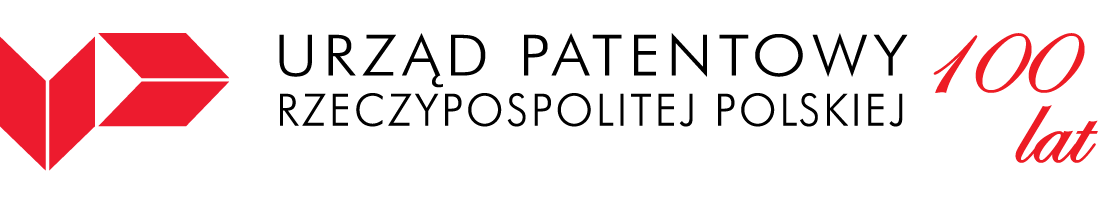 URZĄD PATENTOWY
RZECZYPOSPOLITEJ POLSKIEJ
100
lat